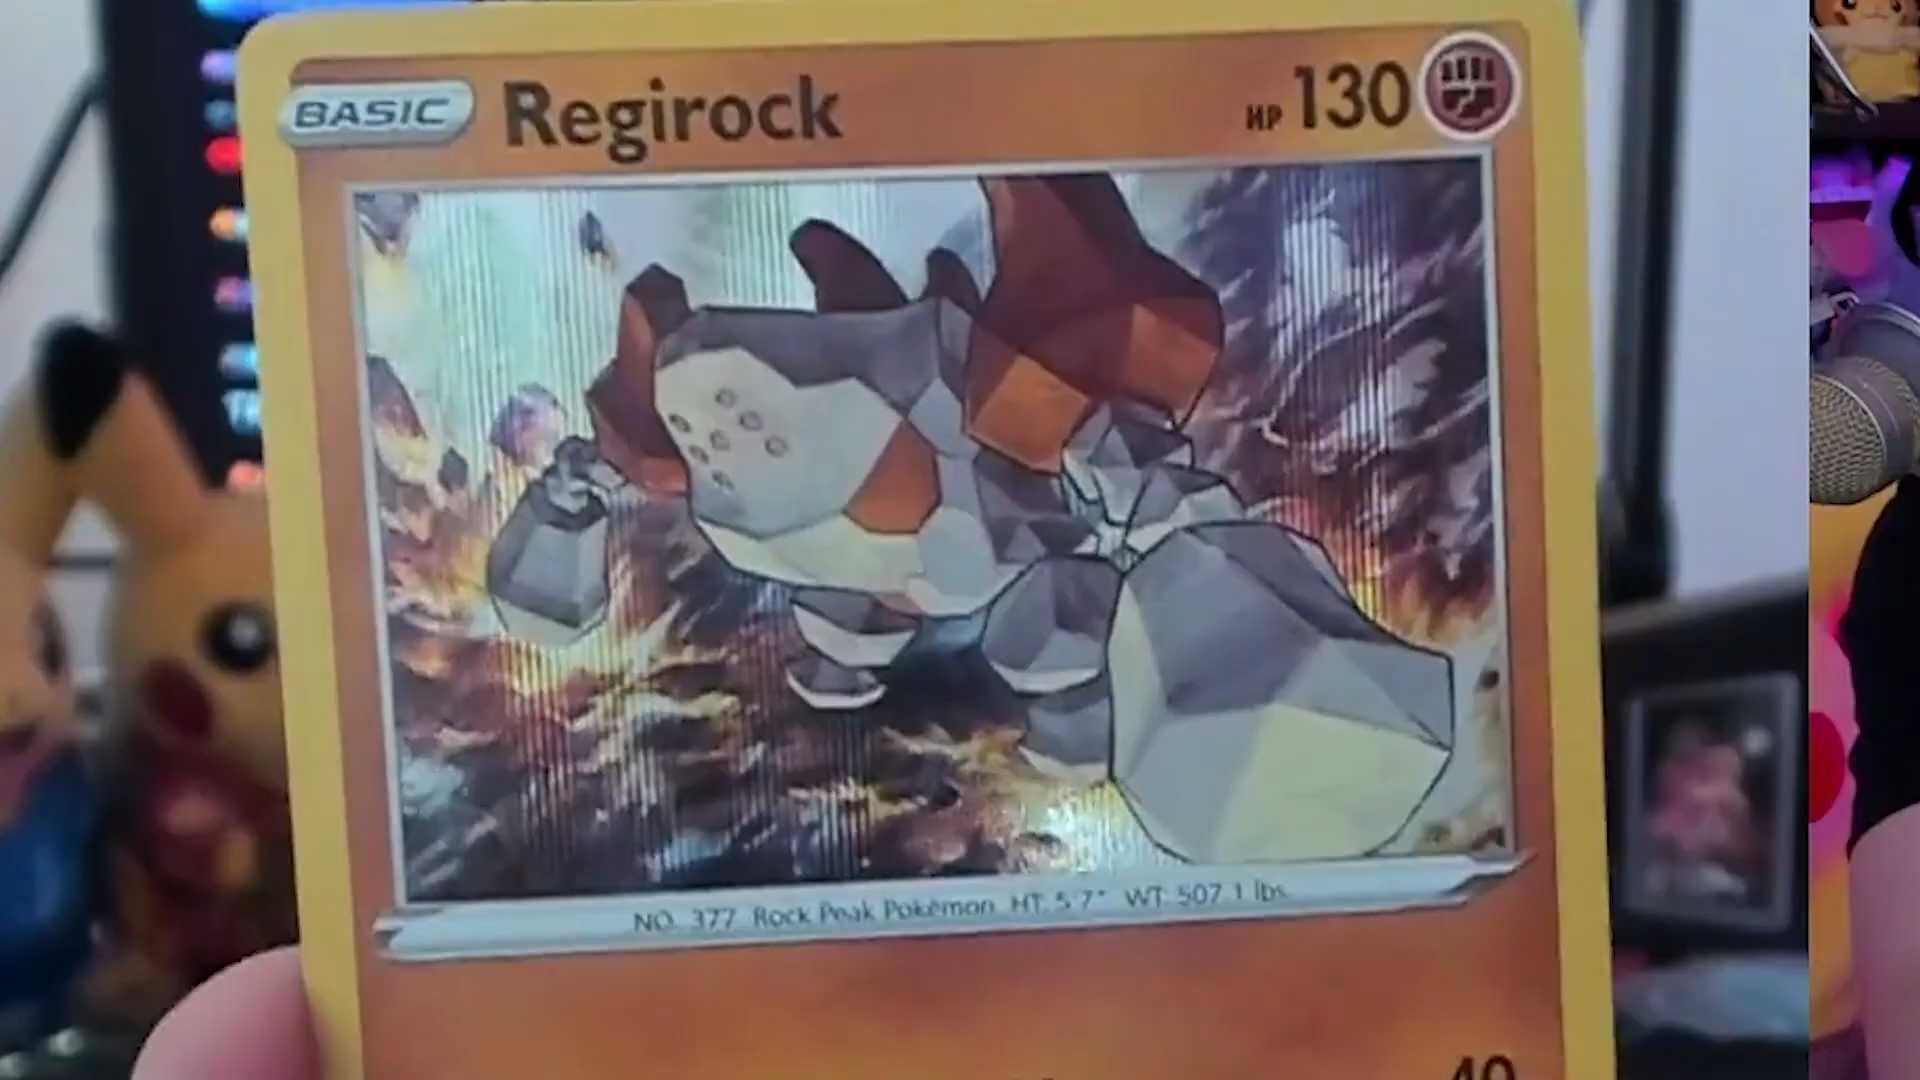 BASIC Regirock HP 130
NO. 377 Rock Peak Pokémon HT: 5'7" WT: 507.1 lbs.
40